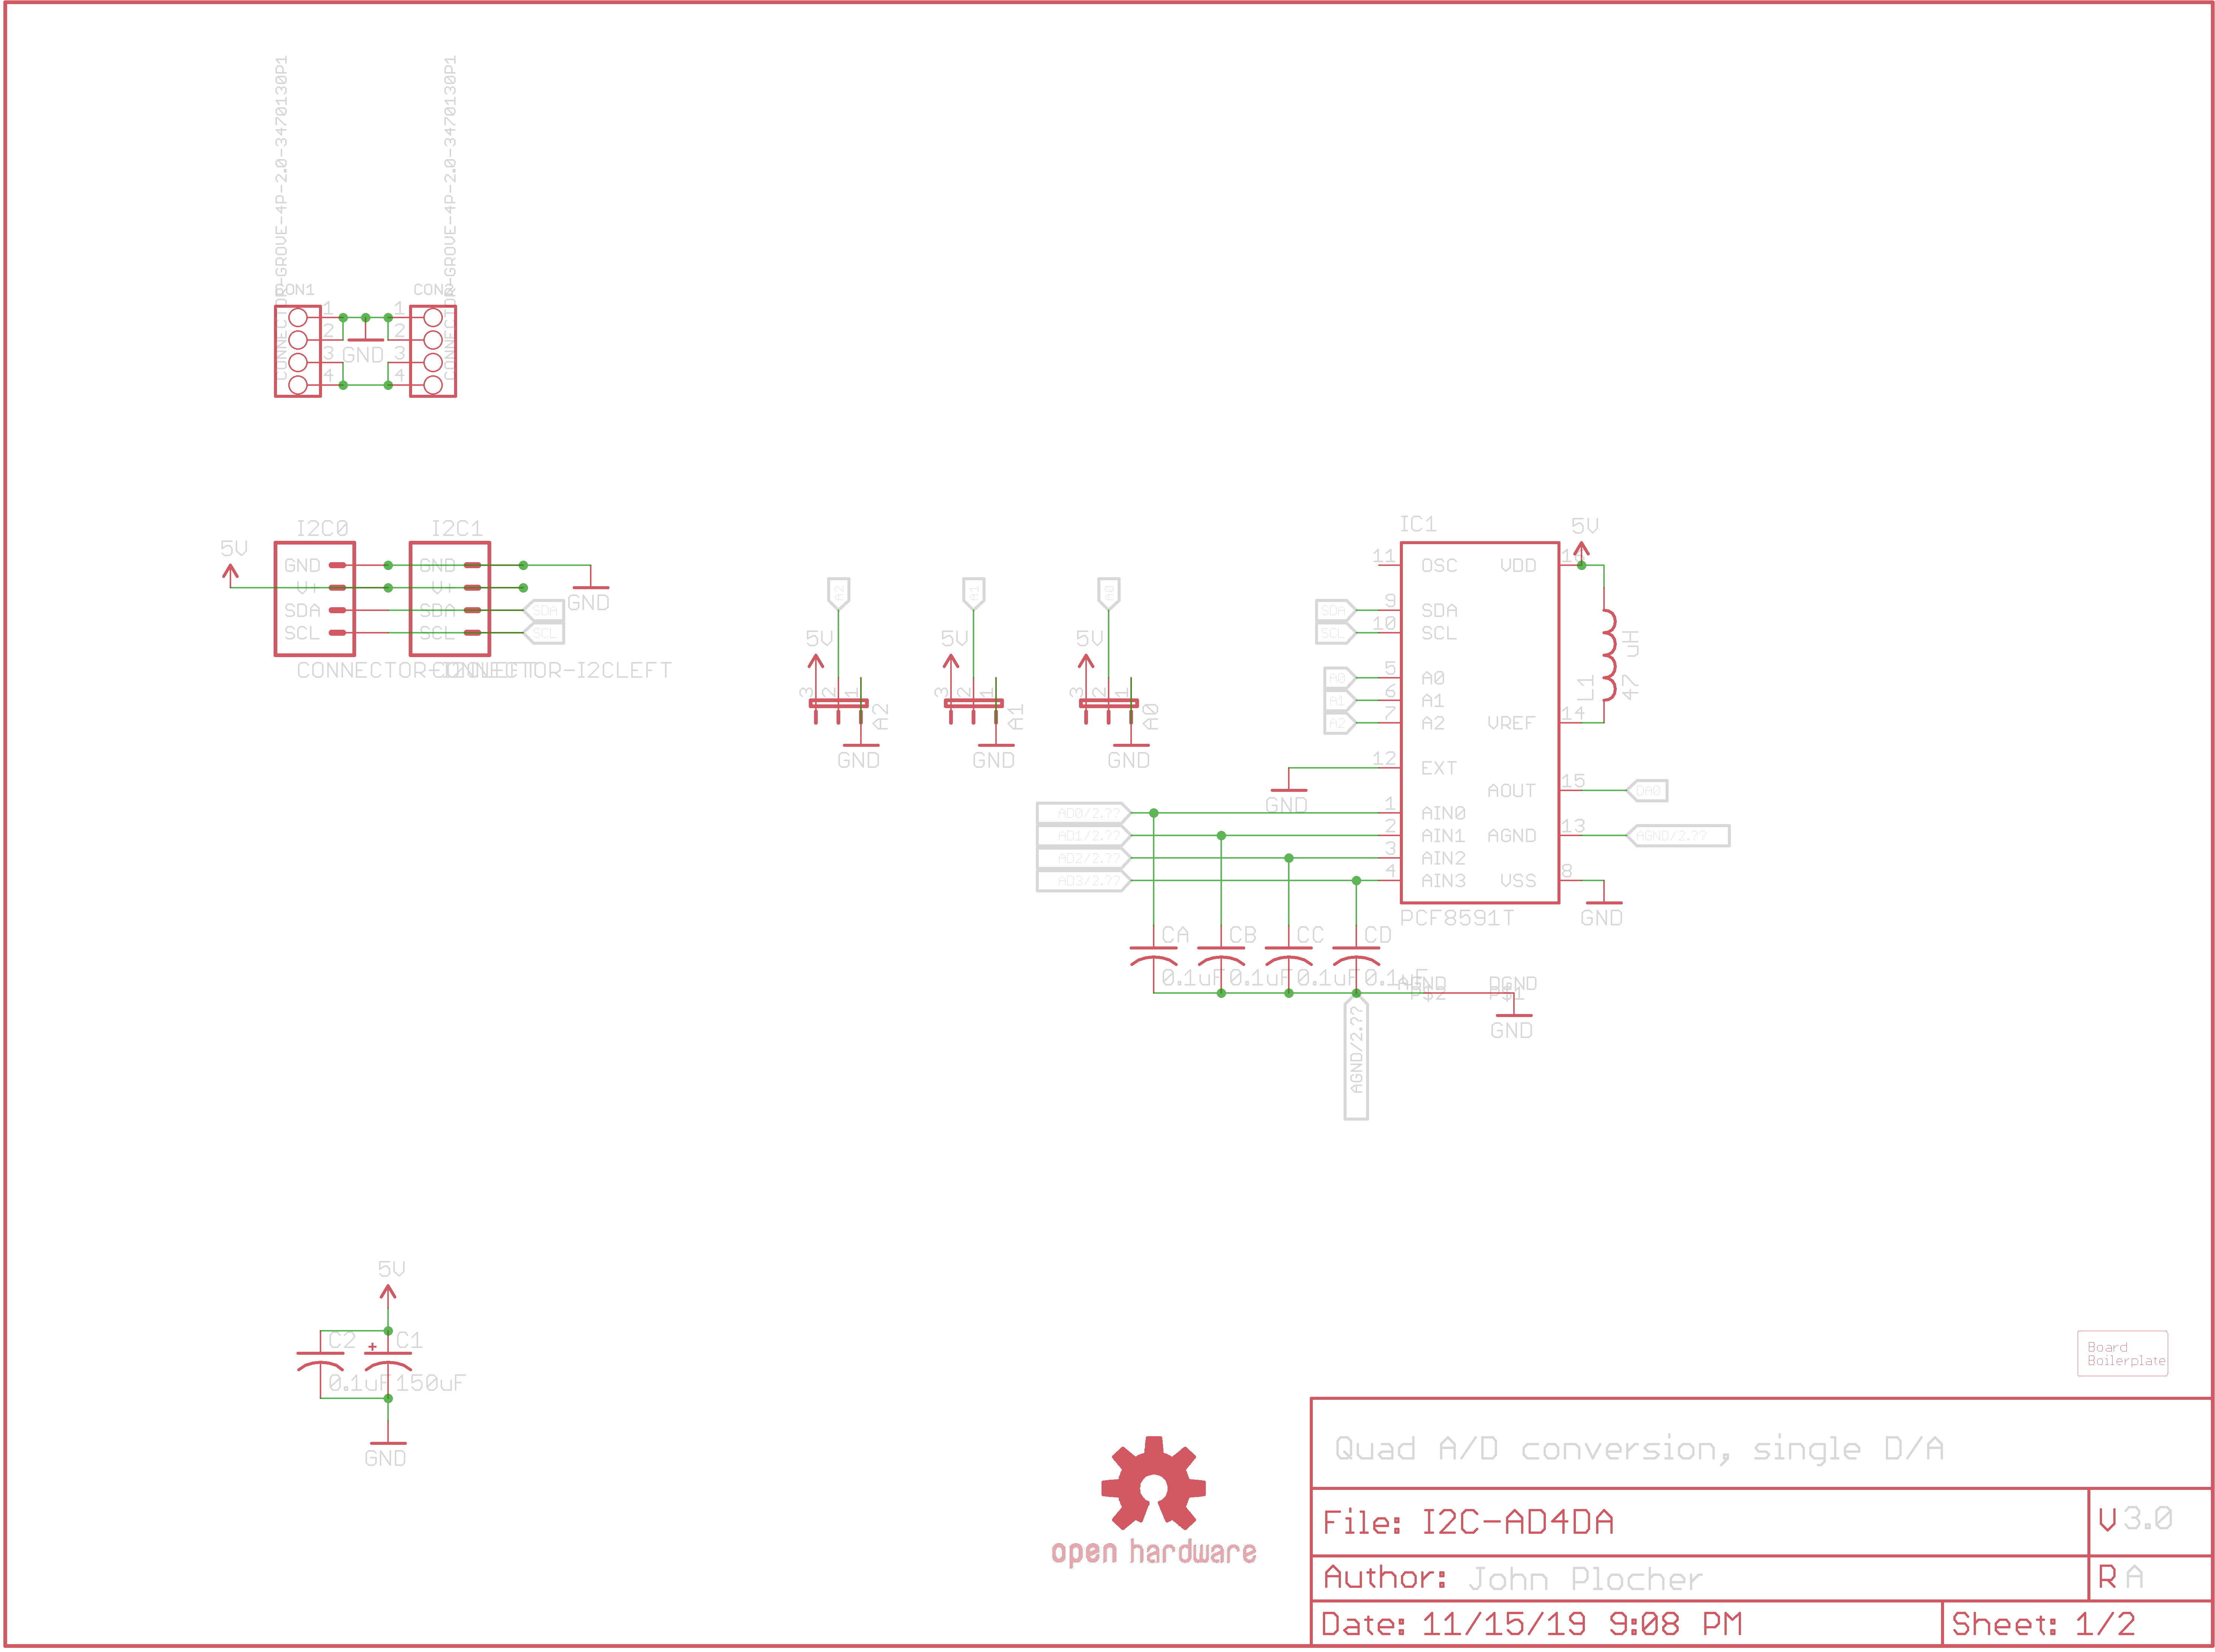 CONNECTOR-GROVE-4P-2.0-3470130P1
CONNECTOR-GROVE-4P-2.0-3470130P1
CON1
CON2
1
2
3
4
1
2
3
4
GND
5V
I2C0
GND
V+
SDA
SCL
CONNECTOR-I2CLEFT
I2C1
GND
V+
SDA
SCL
CONNECTOR-I2CLEFT
GND
SDA
SCL
A2
5V
3
2
1
A2
GND
A1
5V
3
2
1
A1
GND
A0
5V
3
2
1
A0
GND
IC1
5V
11
OSC
VDD
16
SDA
9
SDA
SCL
10
SCL
A0
5
A0
A1
6
A1
A2
7
A2
VREF
14
L1
47
uH
12
EXT
GND
AOUT
15
DA0
AD0/2.??
1
AIN0
AD1/2.??
2
AIN1
AGND
13
AGND/2.??
AD2/2.??
3
AIN2
AD3/2.??
4
AIN3
VSS
8
GND
PCF8591T
CA
0.1uF
CB
0.1uF
CC
0.1uF
CD
0.1uF
AGND
P$2
DGND
P$1
GND
AGND/2.??
5V
C2
0.1uF
+
C1
150uF
GND
Board
Boilerplate
open hardware
Quad A/D conversion, single D/A
File: I2C-AD4DA
V 3.0
Author: John Plocher
R A
Date: 11/15/19 9:08 PM
Sheet: 1/2